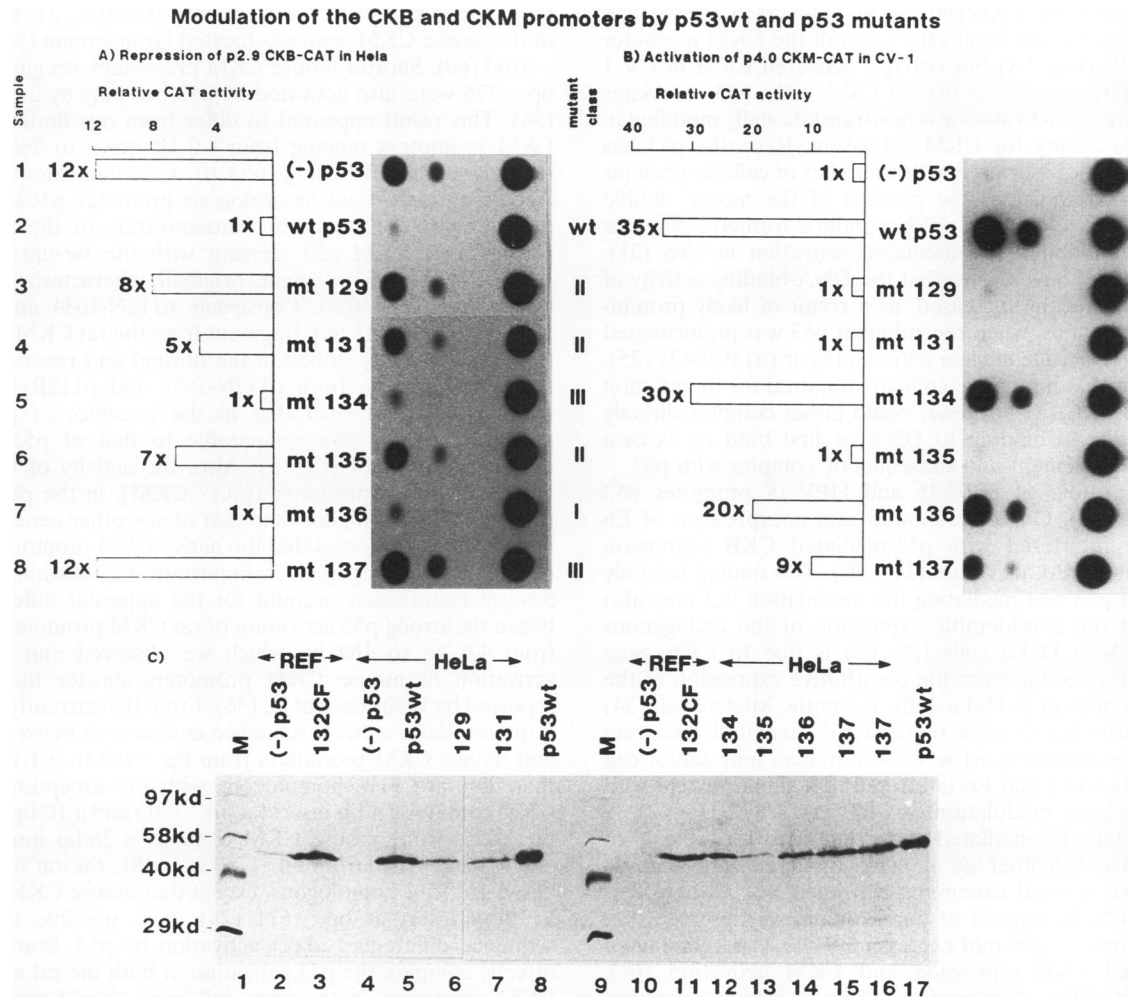 Modulation of the CKB and CKM promoters by p53wt and p53 mutants
A) Repression of p2.9 CKB-CAT in Hela
B) Activation of p4.0 CKM-CAT in CV-1
Sample
Relative CAT activity
12 8 4
mutant class
Relative CAT activity
40 30 20 10
1 12x (-) p53
1x (-) p53
2 1x wt p53
wt 35x wt p53
3 8x mt 129
II 1x mt 129
4 5x mt 131
II 1x mt 131
5 1x mt 134
III 30x mt 134
6 7x mt 135
II 1x mt 135
7 1x mt 136
I 20x mt 136
8 12x mt 137
III 9x mt 137
C)
REF HeLa REF HeLa
M (-) p53 132CF (-) p53 p53wt 129 131 p53wt M (-) p53 132CF 134 135 136 137 137 p53wt
97kd -
58kd -
40kd -
29kd -
1 2 3 4 5 6 7 8 9 10 11 12 13 14 15 16 17